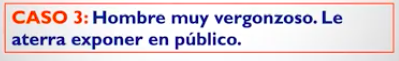 CASO 3: Hombre muy vergonzoso. Le
aterra exponer en público.